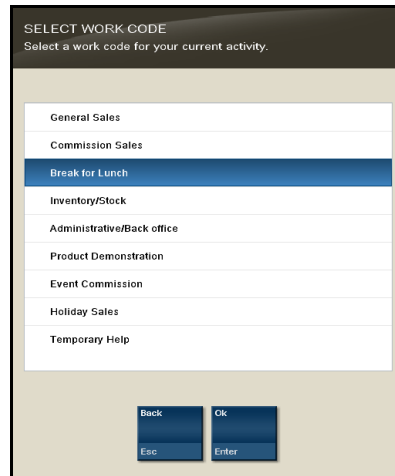 SELECT WORK CODE
Select a work code for your current activity.
General Sales
Commission Sales
Break for Lunch
Inventory/Stock
Administrative/Back office
Product Demonstration
Event Commission
Holiday Sales
Temporary Help
Back Ok
Esc Enter